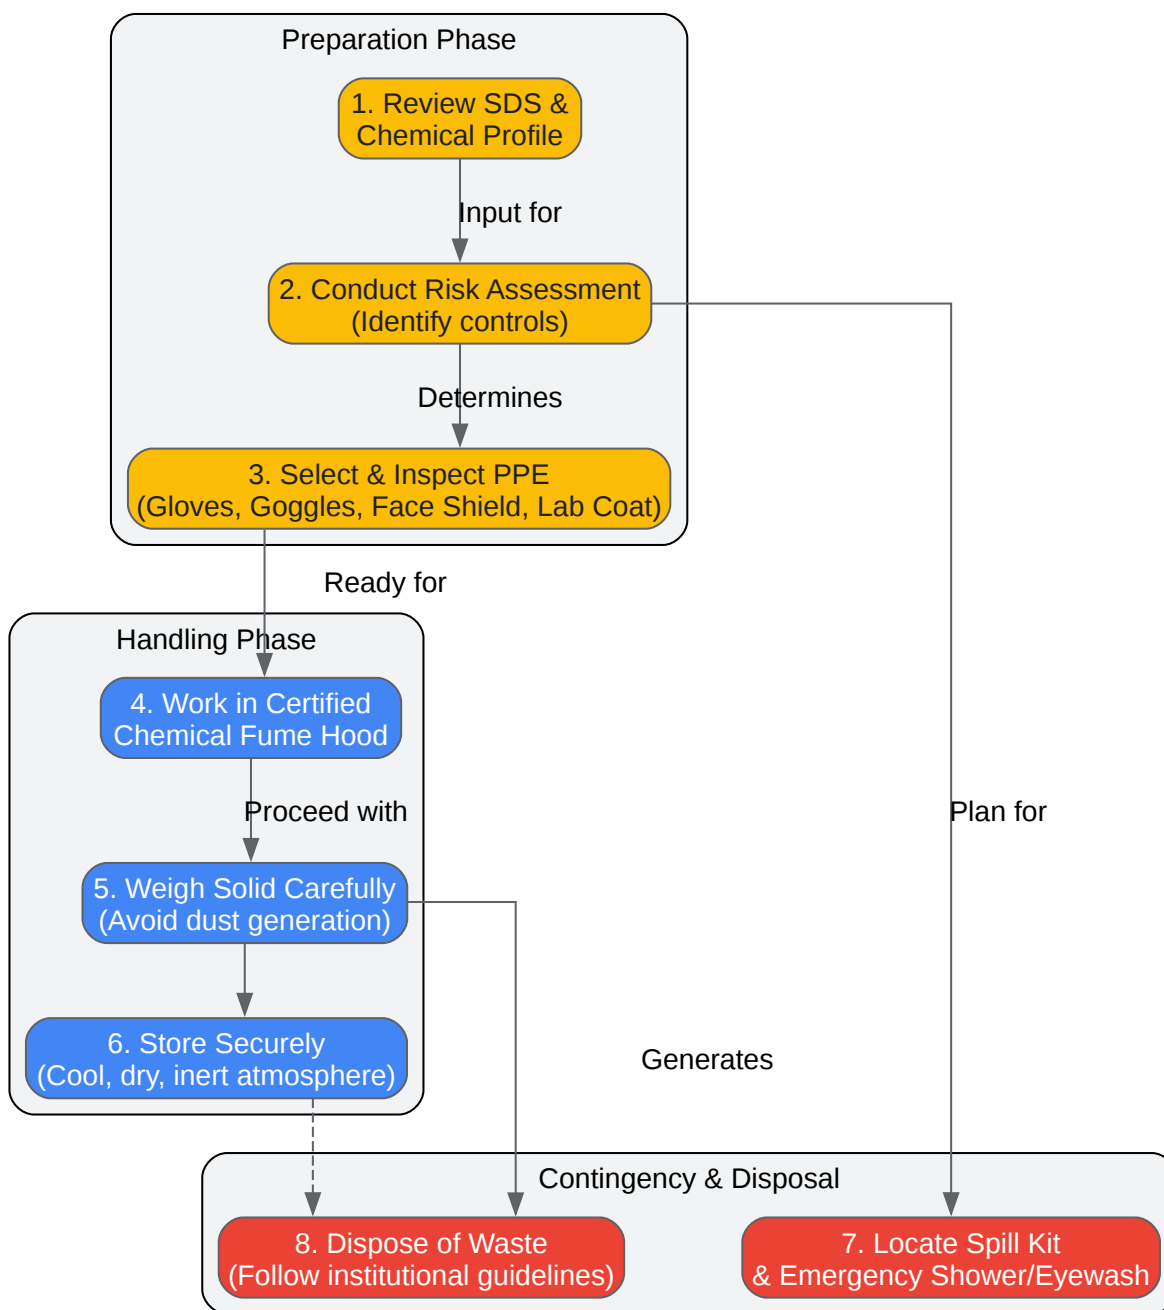 Preparation Phase
1. Review SDS &
Chemical Profile
Input for
2. Conduct Risk Assessment
(Identify controls)
Determines
3. Select & Inspect PPE
(Gloves, Goggles, Face Shield, Lab Coat)
Ready for
Handling Phase
4. Work in Certified
Chemical Fume Hood
Proceed with
Plan for
5. Weigh Solid Carefully
(Avoid dust generation)
6. Store Securely
(Cool, dry, inert atmosphere)
Generates
Contingency & Disposal
8. Dispose of Waste
(Follow institutional guidelines)
7. Locate Spill Kit
& Emergency Shower/Eyewash